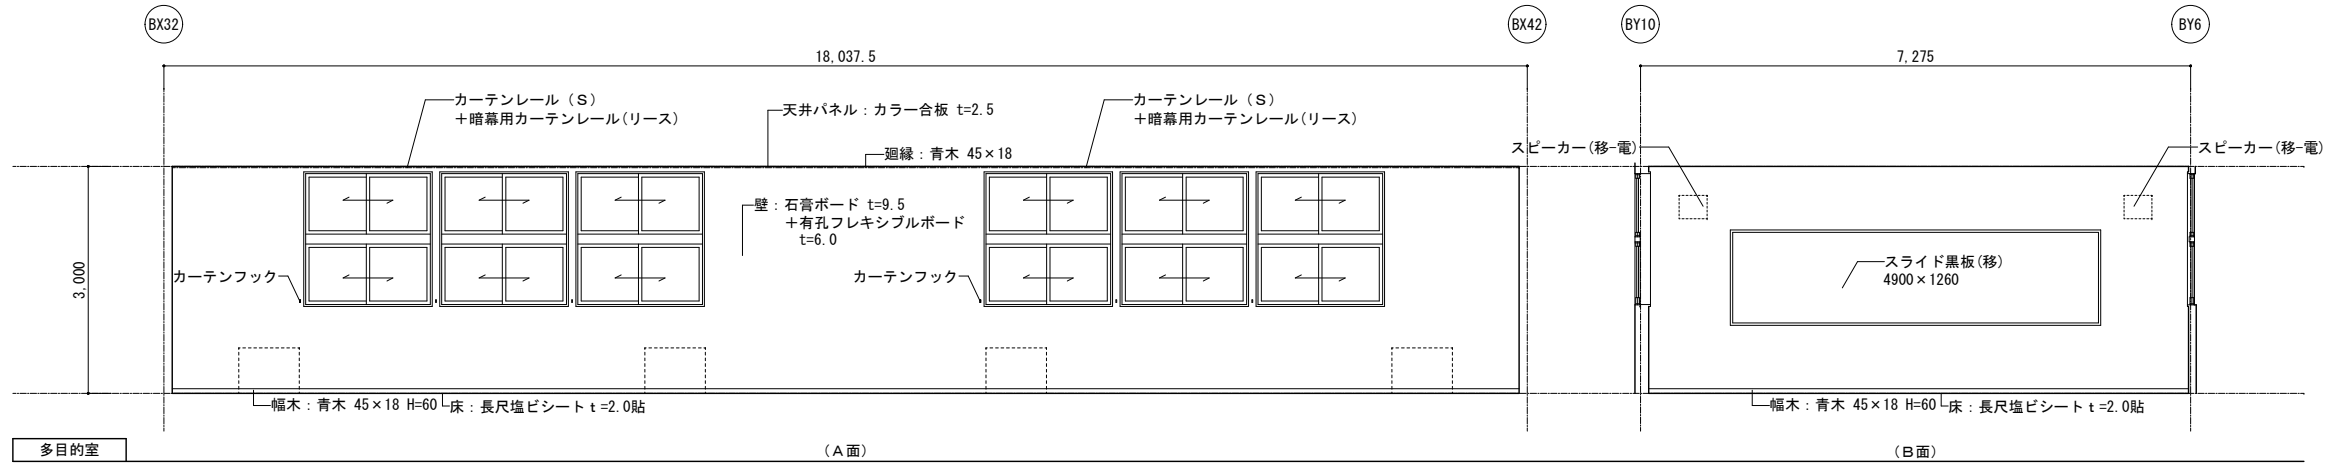 BX32
BX42
BY10
BY6
18,037.5
7,275
カーテンレール（Ｓ）
＋暗幕用カーテンレール(リース)
天井パネル：カラー合板 t=2.5
カーテンレール（Ｓ）
＋暗幕用カーテンレール(リース)
廻縁：青木 45×18
スピーカー(移-電)
スピーカー(移-電)
壁：石膏ボード t=9.5
＋有孔フレキシブルボード
t=6.0
3,000
カーテンフック
カーテンフック
スライド黒板(移)
4900×1260
幅木：青木 45×18 H=60
床：長尺塩ビシートｔ=2.0貼
幅木：青木 45×18 H=60
床：長尺塩ビシートｔ=2.0貼
多目的室
（Ａ面）
（Ｂ面）